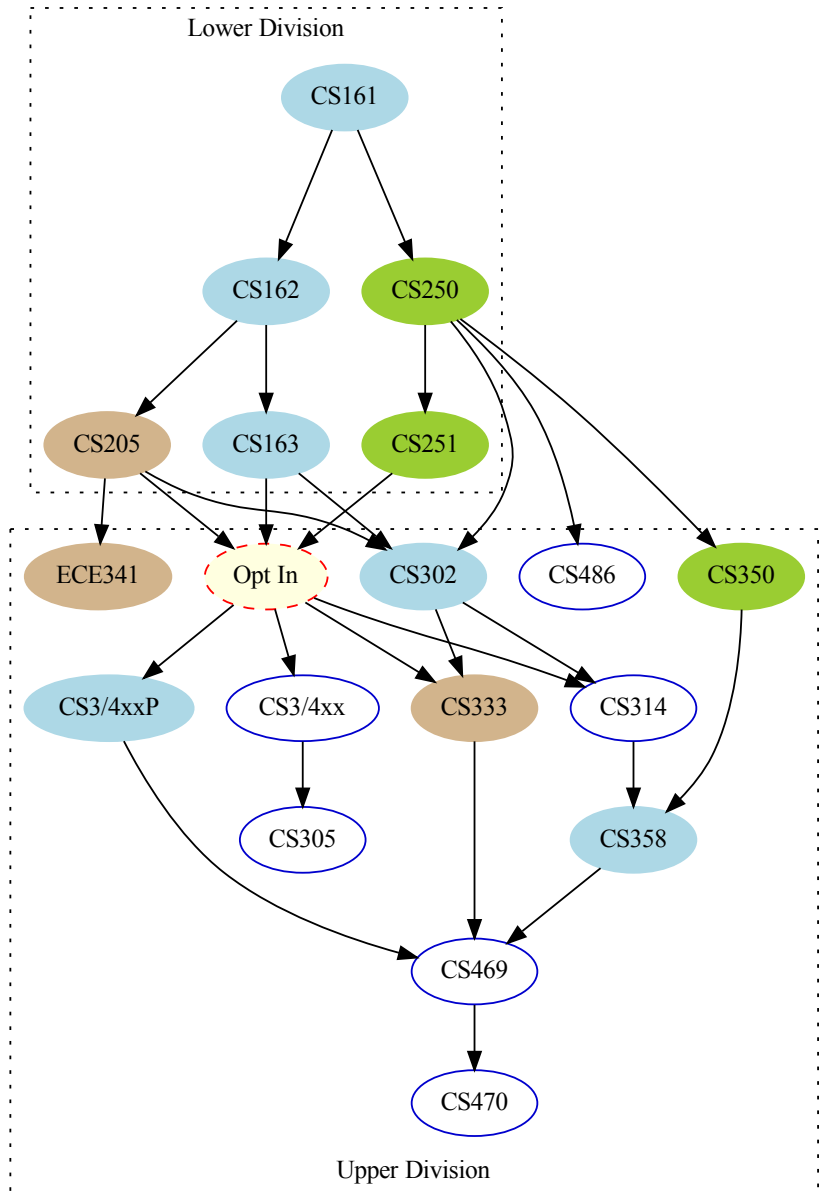 Lower Division
CS161
CS162
CS250
CS205
CS163
CS251
ECE341
Opt In
CS302
CS486
CS350
CS3/4xxP
CS3/4xx
CS333
CS314
CS305
CS358
CS469
CS470
Upper Division